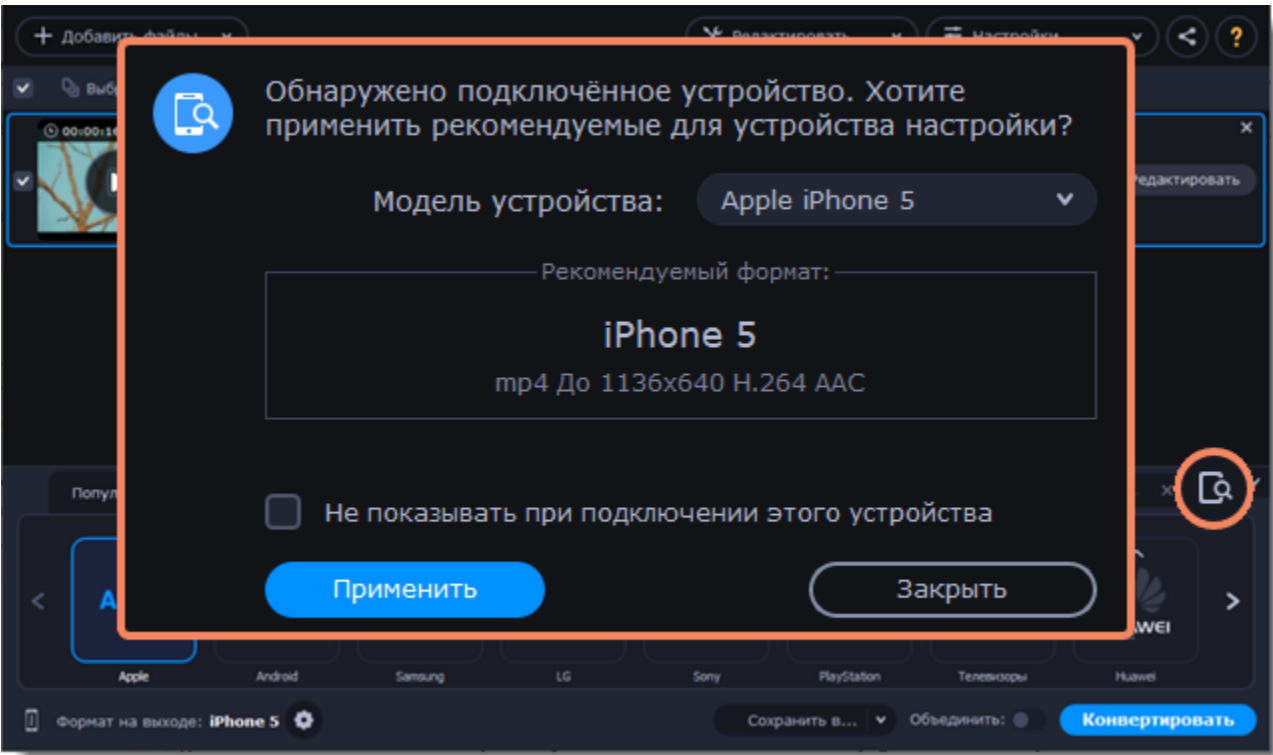 Добавить файлы
Редактировать
Настройки
?
Обнаружено подключённое устройство. Хотите
применить рекомендуемые для устройства настройки?
Модель устройства:
Apple iPhone 5
Редактировать
Рекомендуемый формат:
iPhone 5
mp4 До 1136x640 H.264 AAC
Не показывать при подключении этого устройства
Применить
Закрыть
Apple
Android
Samsung
LG
Sony
PlayStation
Телевизоры
Huawei
Формат на выходе: iPhone 5
Сохранить в...
Объединить:
Конвертировать